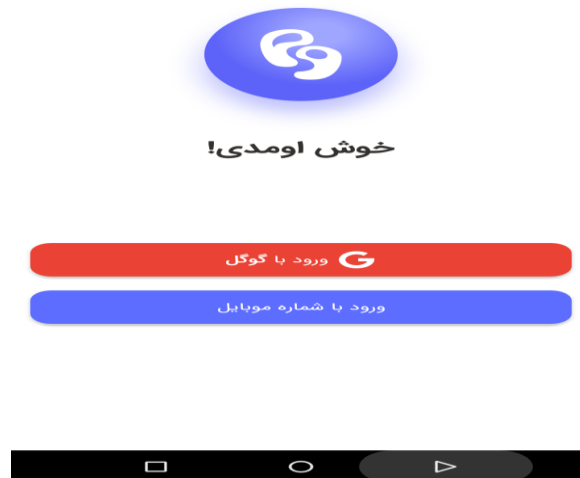 خوش اومدی!
ورود با گوگل
ورود با شماره موبایل